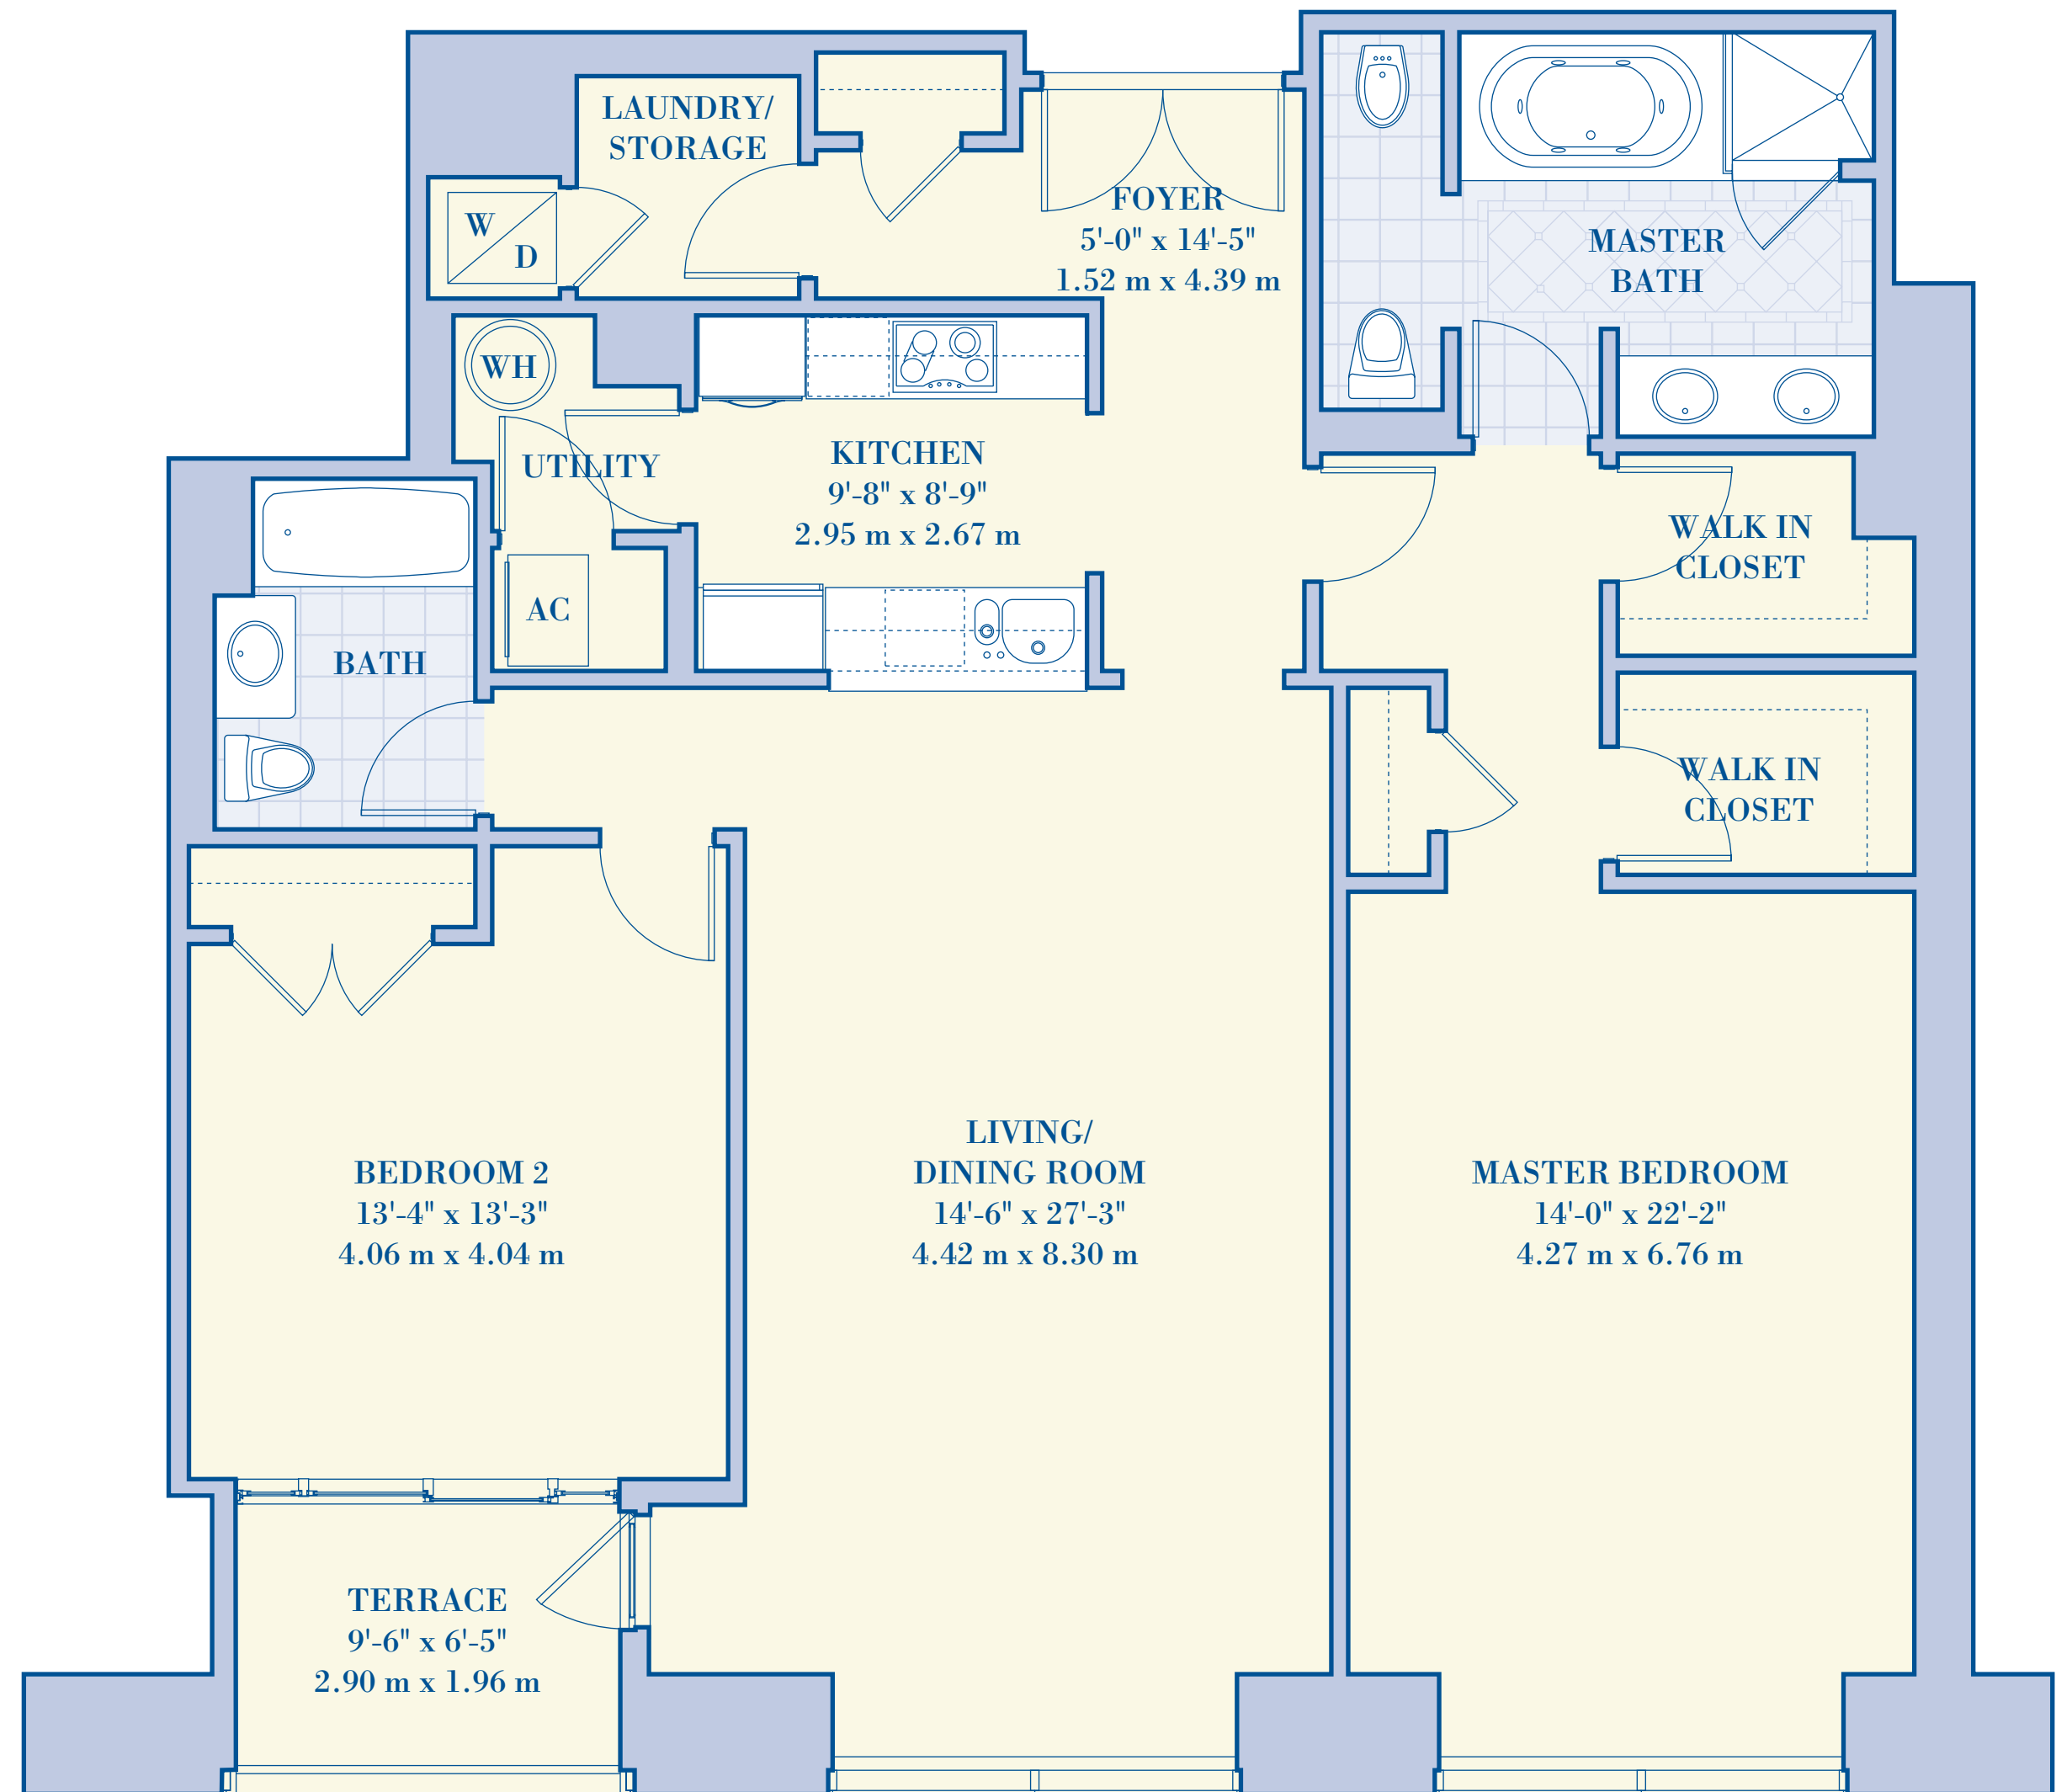 LAUNDRY/
STORAGE
W
D
FOYER
5'-0" x 14'-5"
1.52 m x 4.39 m
MASTER
BATH
WH
UTILITY
KITCHEN
9'-8" x 8'-9"
2.95 m x 2.67 m
WALK IN
CLOSET
AC
BATH
WALK IN
CLOSET
BEDROOM 2
13'-4" x 13'-3"
4.06 m x 4.04 m
LIVING/
DINING ROOM
14'-6" x 27'-3"
4.42 m x 8.30 m
MASTER BEDROOM
14'-0" x 22'-2"
4.27 m x 6.76 m
TERRACE
9'-6" x 6'-5"
2.90 m x 1.96 m